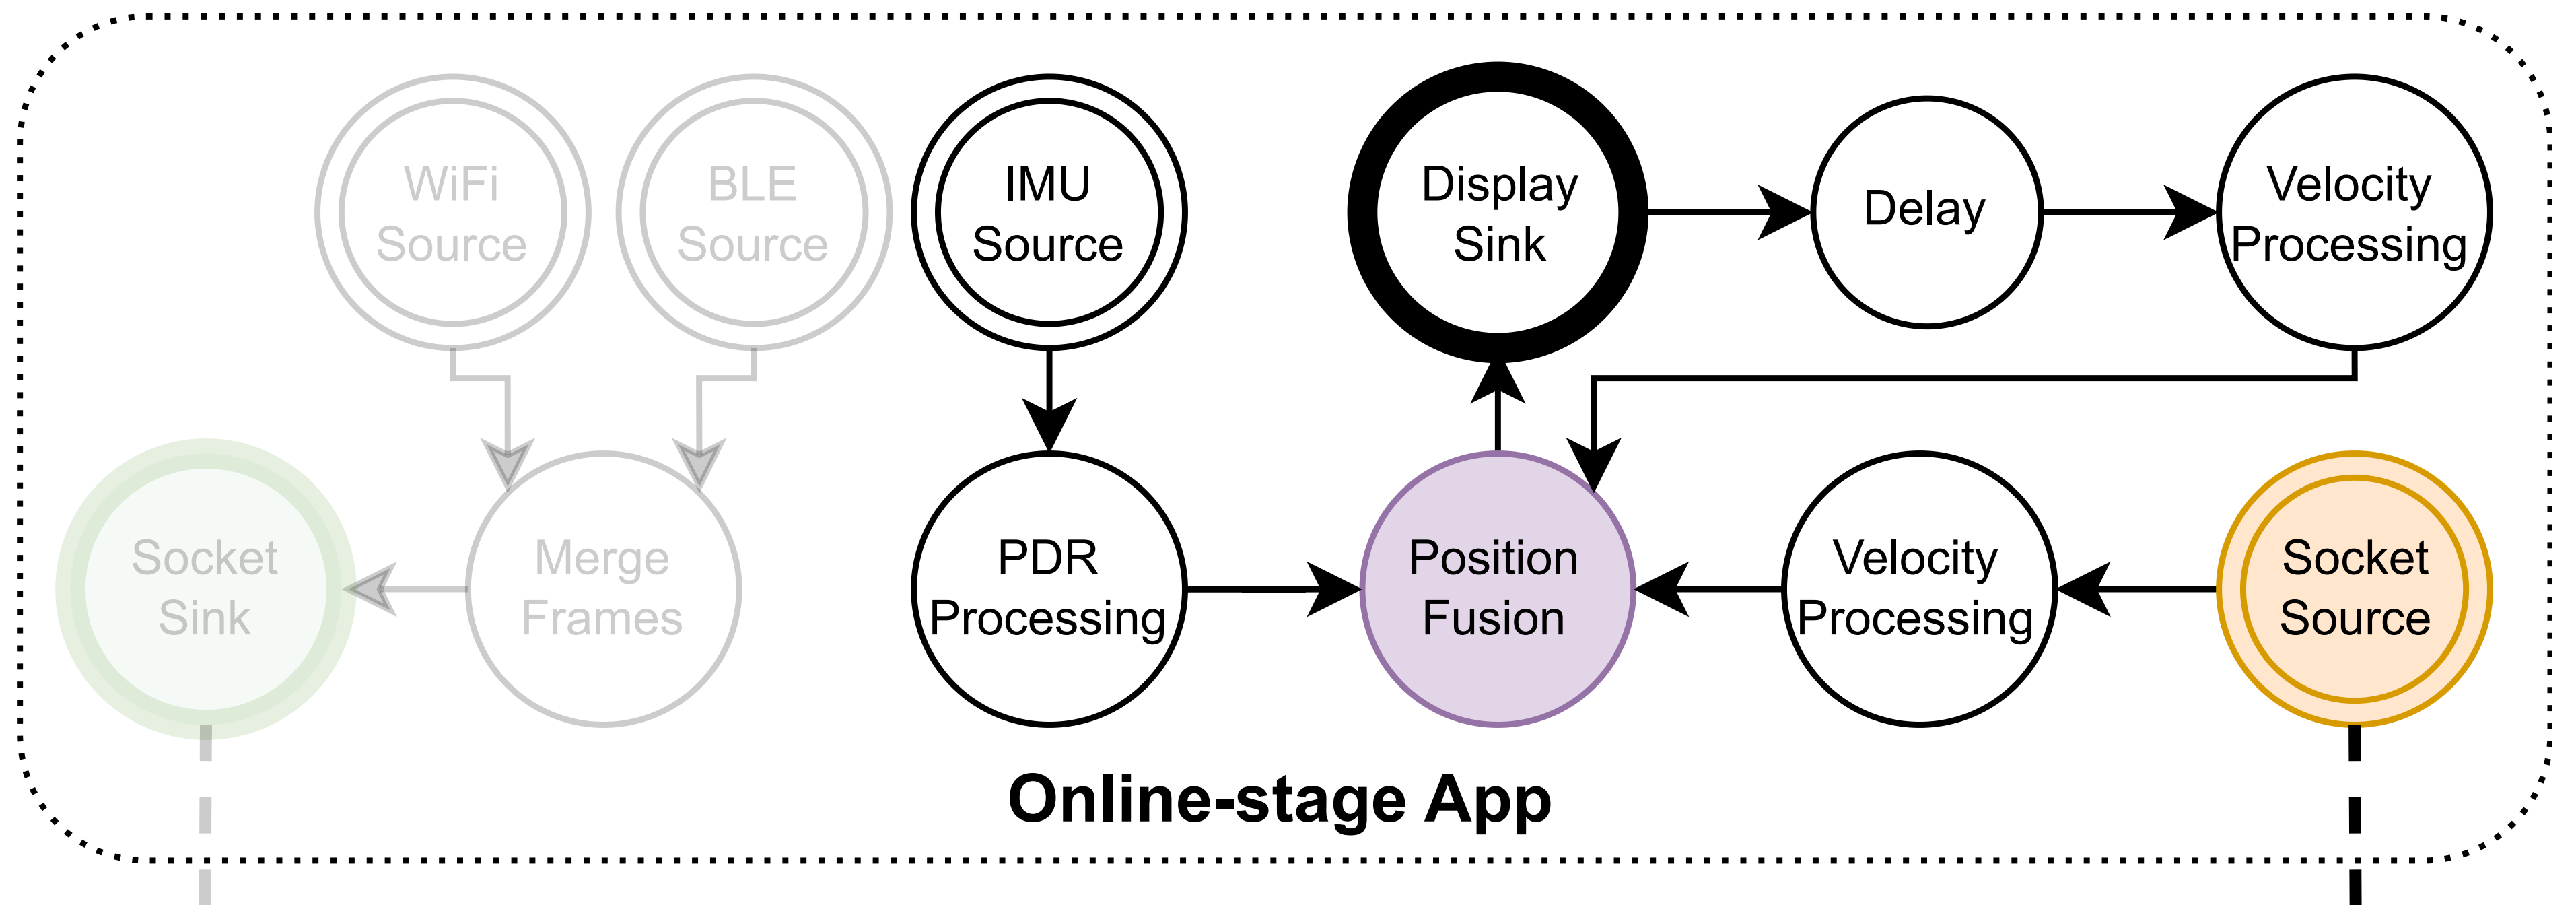 WiFi
Source
BLE
Source
IMU
Source
Display
Sink
Delay
Velocity
Processing
Socket
Sink
Merge
Frames
PDR
Processing
Position
Fusion
Velocity
Processing
Socket
Source
Online-stage App